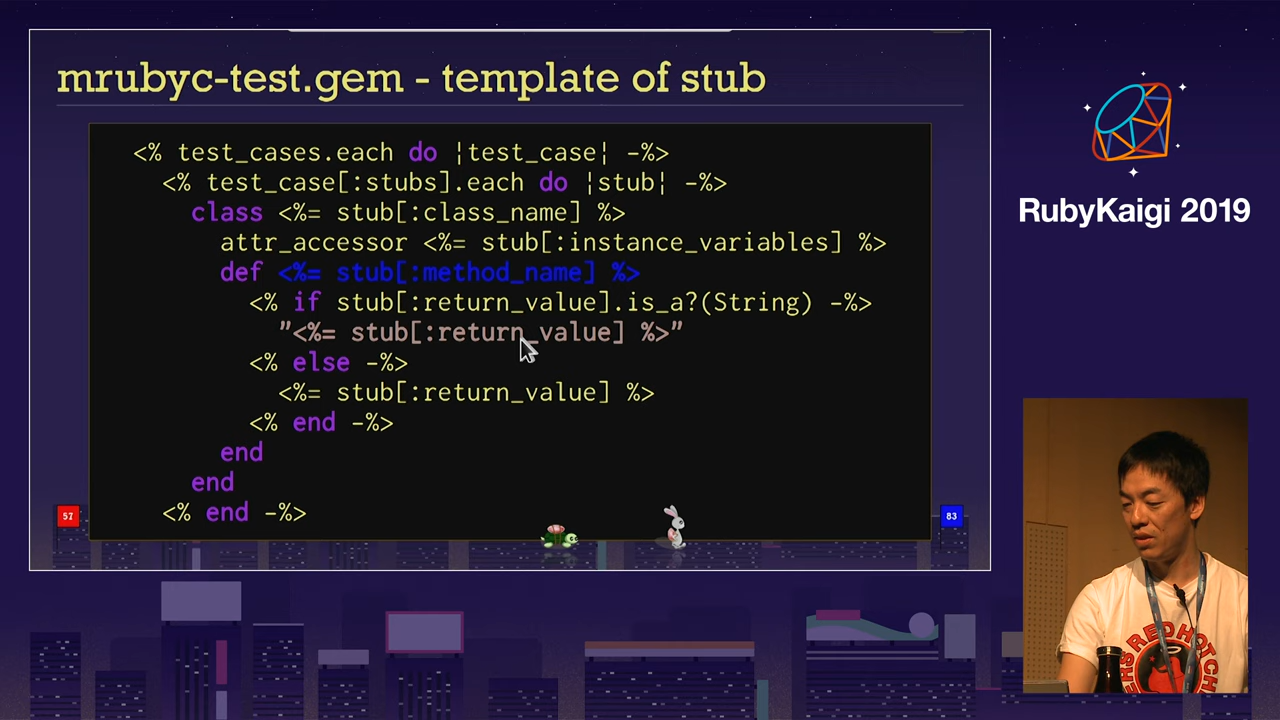 mrubyc-test.gem - template of stub
<% test_cases.each do |test_case| -%>
<% test_case[:stubs].each do |stub| -%>
class <%= stub[:class_name] %>
attr_accessor <%= stub[:instance_variables] %>
def <%= stub[:method_name] %>
<% if stub[:return_value].is_a?(String) -%>
"<%= stub[:return_value] %>"
<% else -%>
<%= stub[:return_value] %>
<% end -%>
end
end
<% end -%>
57
83
RubyKaigi 2019
RED HOT